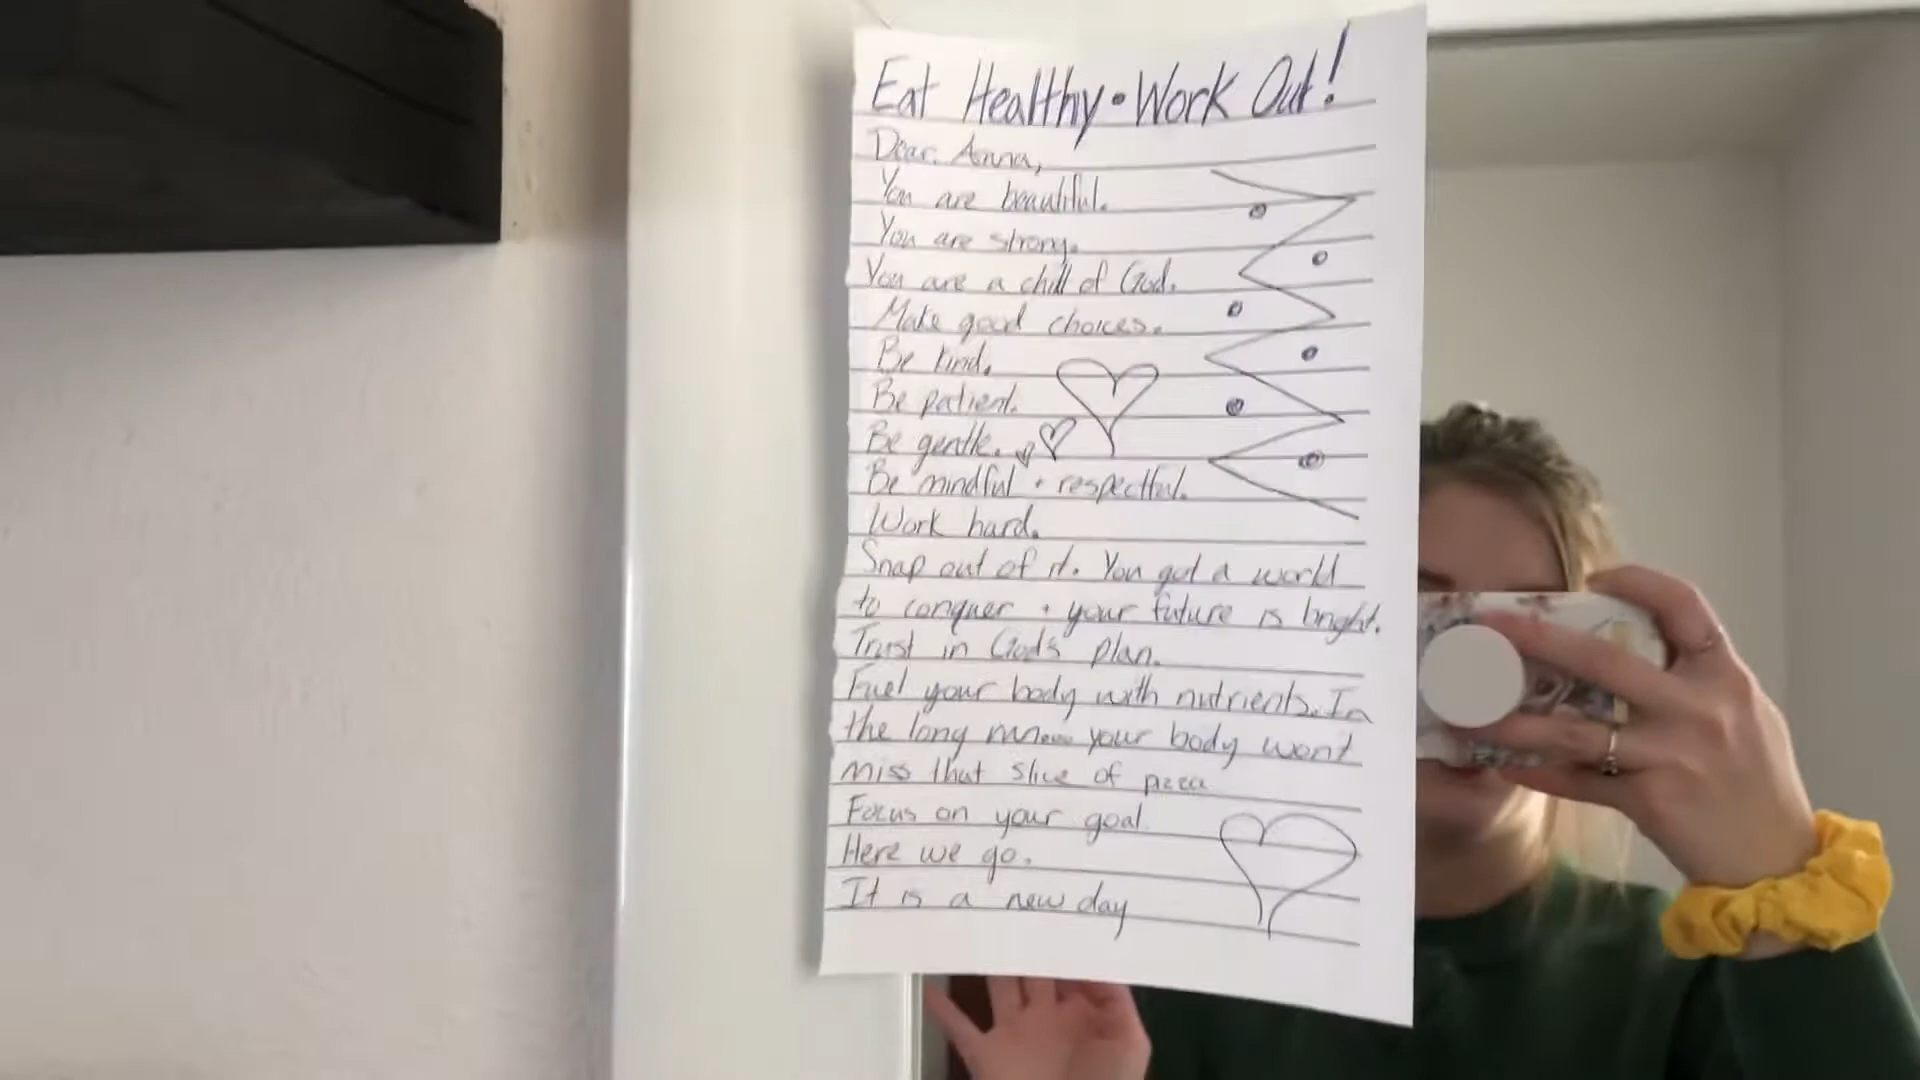 Eat Healthy • Work Out!
Dear Anna,
You are beautiful.
You are strong.
You are a chill of God.
Make good choices.
Be kind.
Be patient.
Be gentle.
Be mindful + respectful.
Work hard.
Snap out of it. You got a world
to conquer + your future is bright.
Trust in God's plan.
Fuel your body with nutrients. In
the long your body wont
miss that slice of pizza
Focus on your goal.
Here we go.
It is a new day